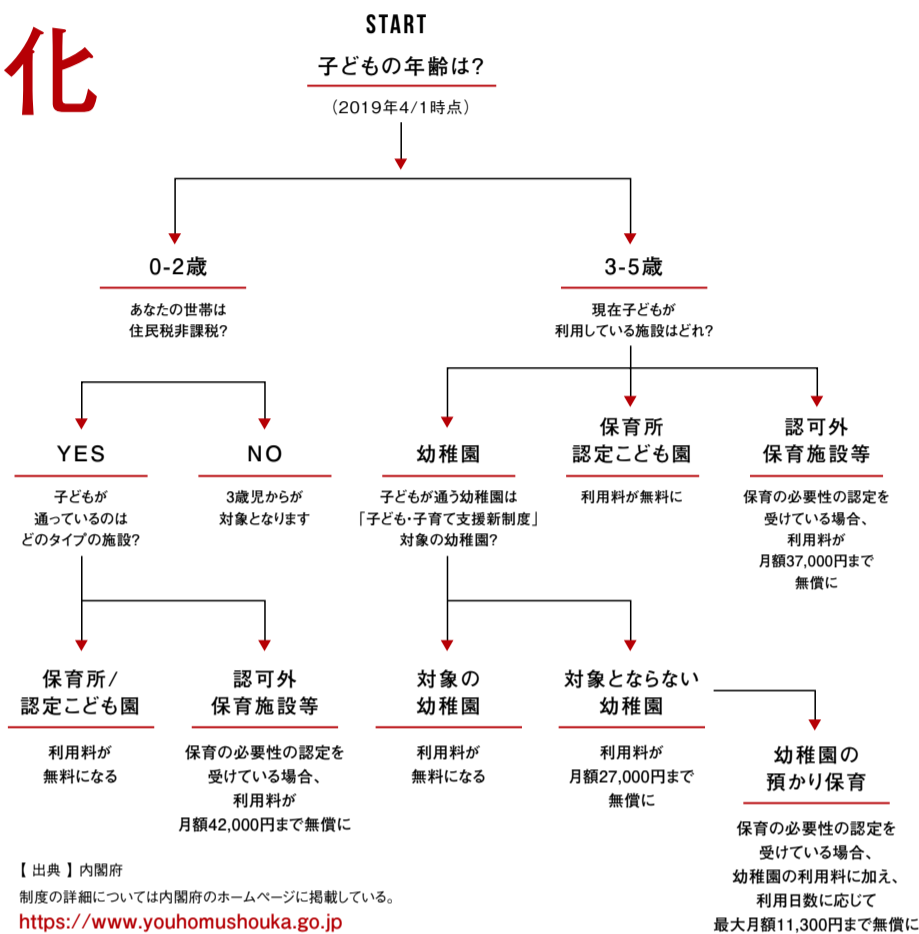 化
START
子どもの年齢は?
（2019年4/1時点）
0-2歳
あなたの世帯は
住民税非課税?
3-5歳
現在子どもが
利用している施設はどれ?
YES
子どもが
通っているのは
どのタイプの施設?
NO
3歳児からが
対象となります
幼稚園
子どもが通う幼稚園は
「子ども・子育て支援新制度」
対象の幼稚園?
保育所
認定こども園
利用料が無料に
認可外
保育施設等
保育の必要性の認定を
受けている場合、
利用料が
月額37,000円まで
無償に
保育所/
認定こども園
利用料が
無料になる
認可外
保育施設等
保育の必要性の認定を
受けている場合、
利用料が
月額42,000円まで無償に
対象の
幼稚園
利用料が
無料になる
対象とならない
幼稚園
利用料が
月額27,000円まで
無償に
幼稚園の
預かり保育
保育の必要性の認定を
受けている場合、
幼稚園の利用料に加え、
利用日数に応じて
最大月額11,300円まで無償に
【 出典 】内閣府
制度の詳細については内閣府のホームページに掲載している。
https://www.youhomushouka.go.jp